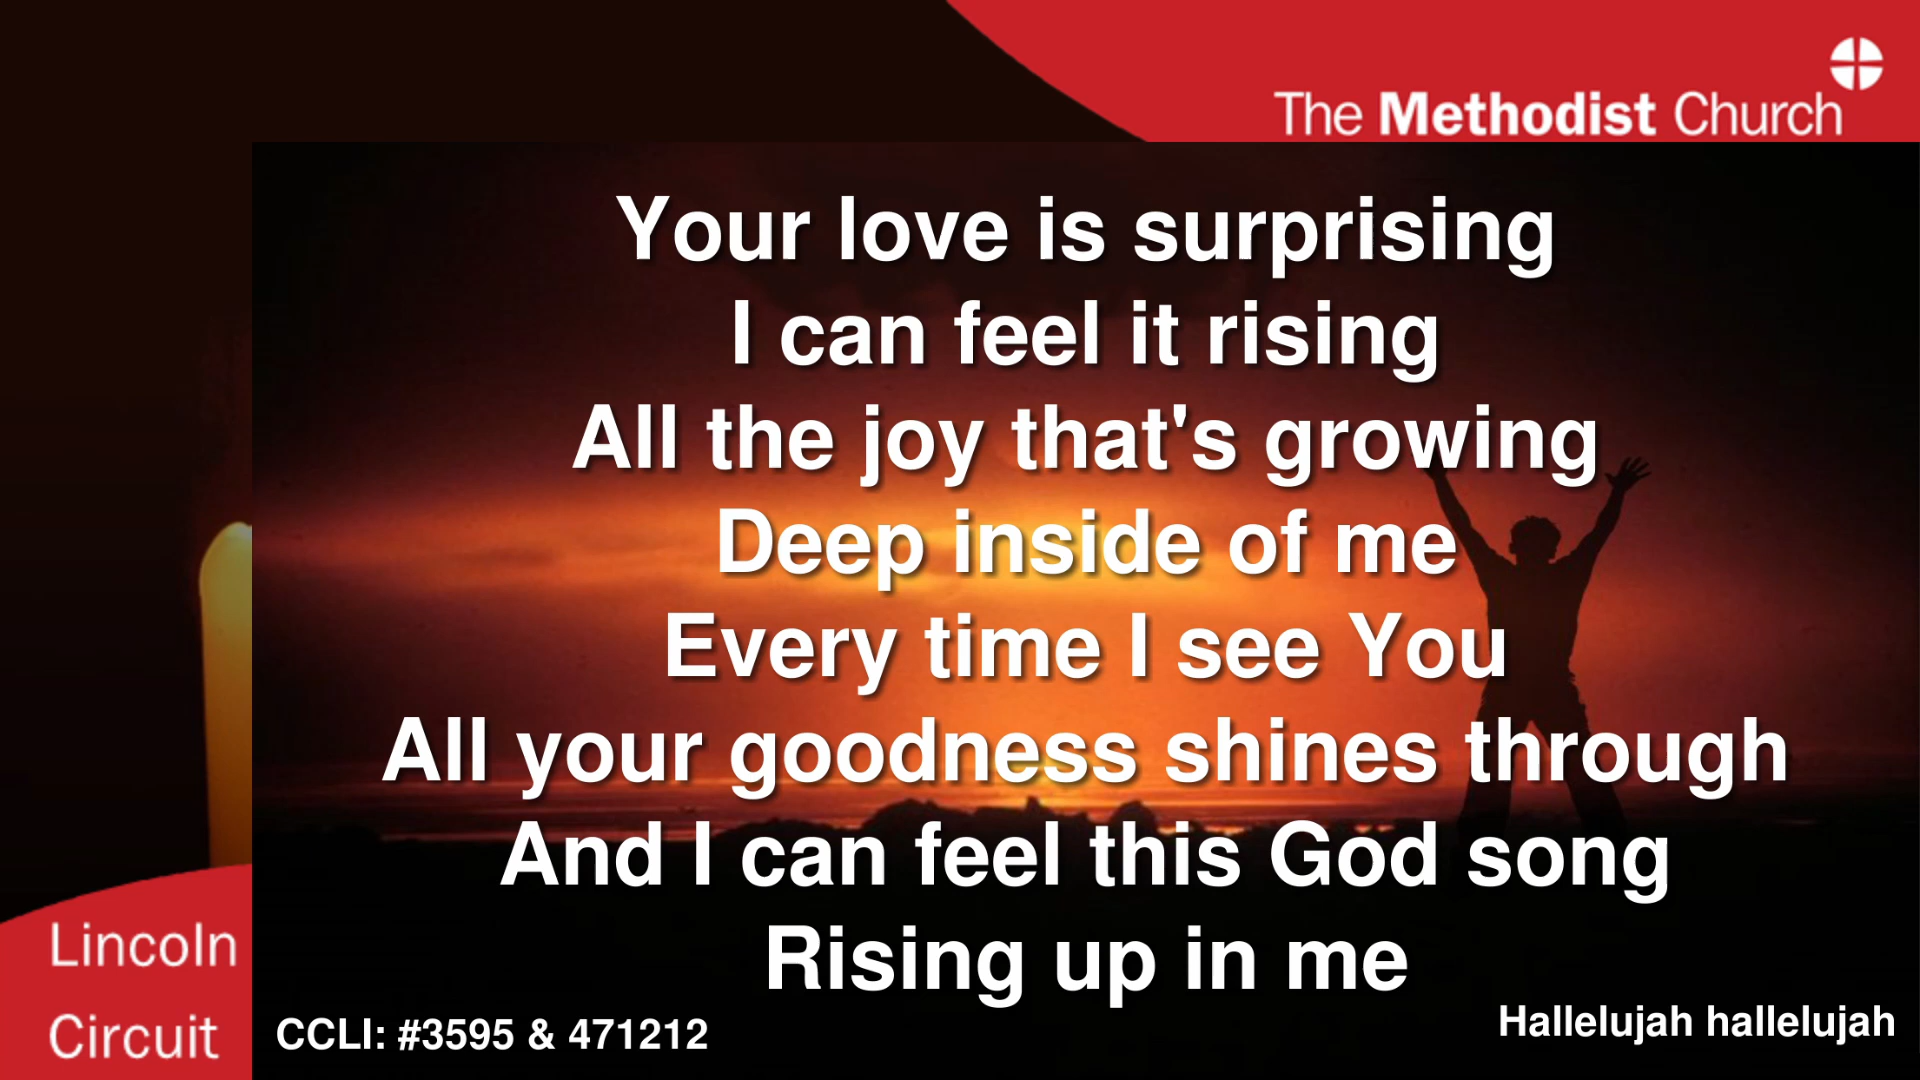 The Methodist Church
Your love is surprising
I can feel it rising
All the joy that's growing
Deep inside of me
Every time I see You
All your goodness shines through
And I can feel this God song
Rising up in me
Lincoln
Circuit
CCLI: #3595 & 471212
Hallelujah hallelujah